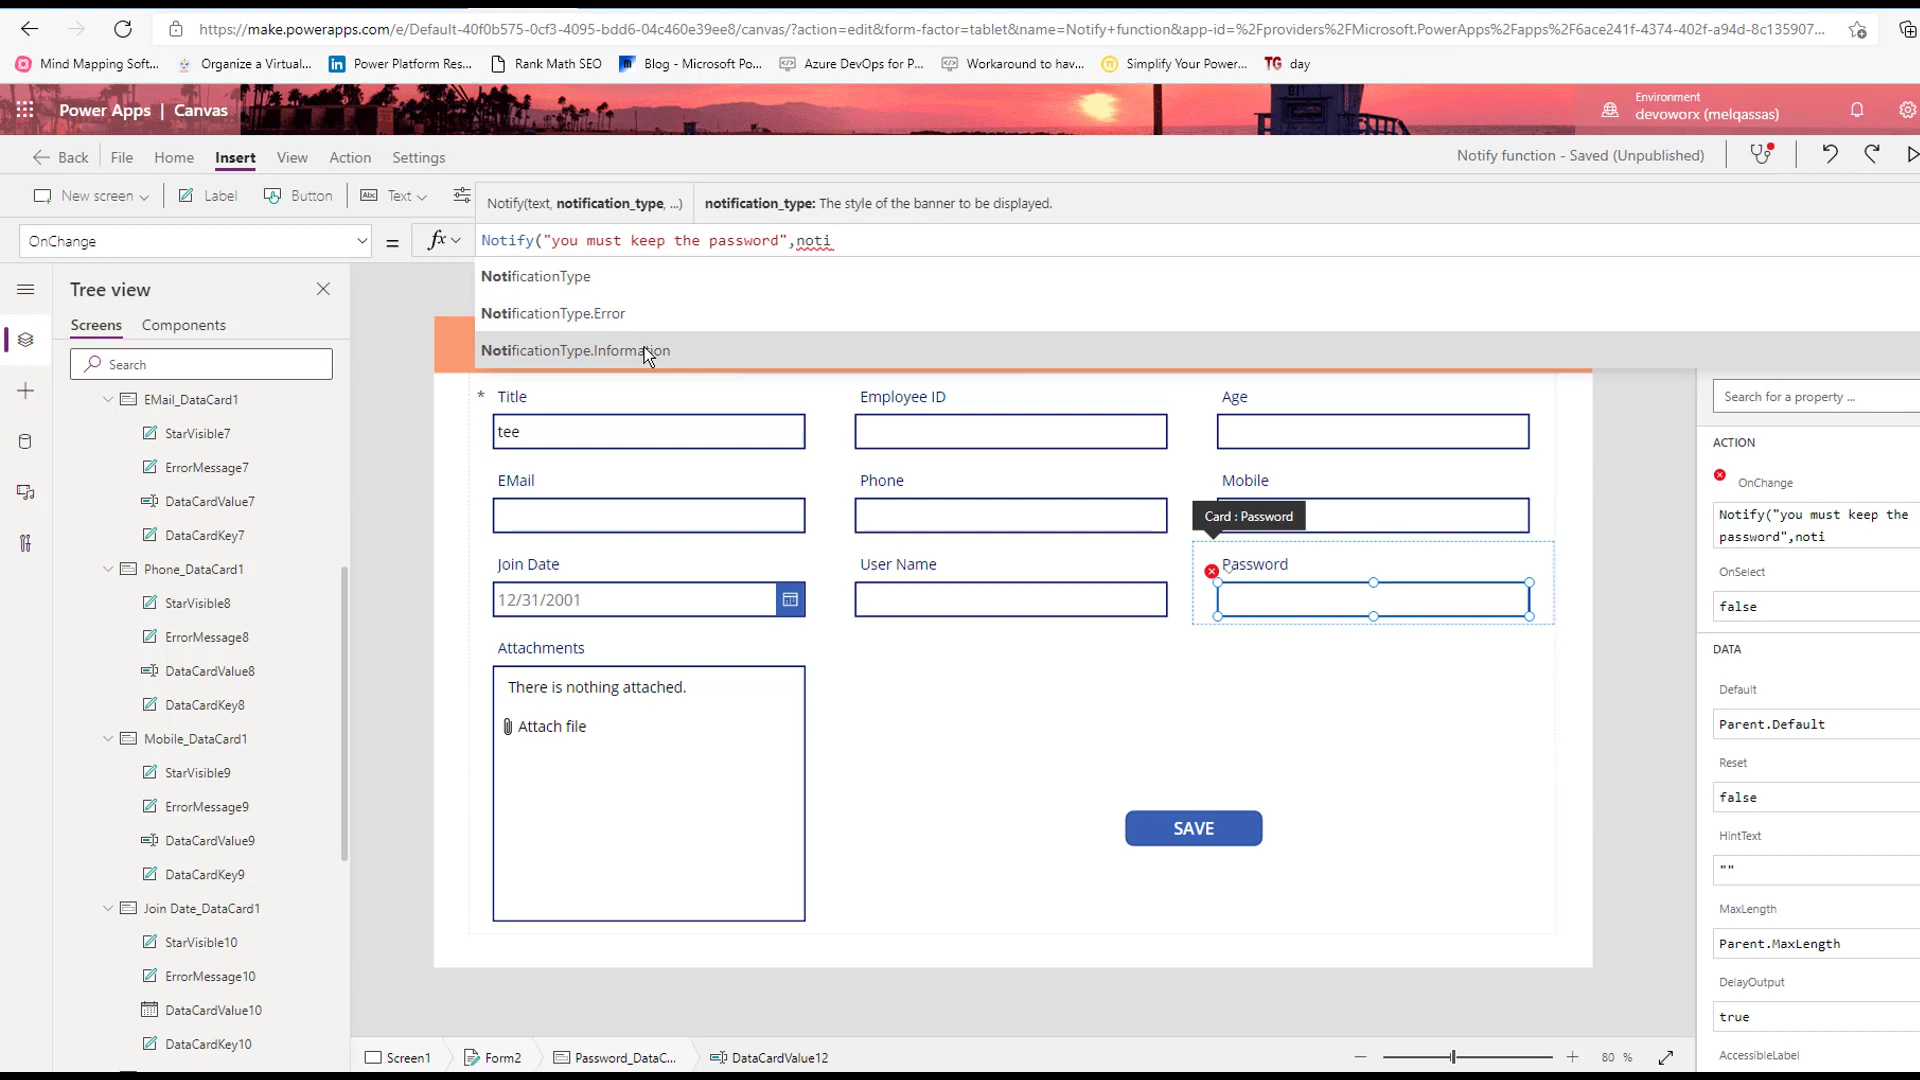 https://make.powerapps.com/e/Default-40f0b575-0cf3-4095-bdd6-04c460e39ee8/canvas/?action=edit&form-factor=tablet&name=Notify+function&app-id=%2Fproviders%2FMicrosoft.PowerApps%2Fapps%2F6ace241f-4374-402f-a94d-8c135907...
Mind Mapping Soft... Organize a Virtual... Power Platform Res... Rank Math SEO Blog - Microsoft Po... Azure DevOps for P... Workaround to hav... Simplify Your Power... TG day
Power Apps | Canvas
Environment
devoworx (melqassas)
Back File Home Insert View Action Settings
Notify function - Saved (Unpublished)
New screen Label Button Abc Text
Notify(text, notification_type, ...) notification_type: The style of the banner to be displayed.
OnChange = fx Notify("you must keep the password",noti
NotificationType
NotificationType.Error
NotificationType.Information
Tree view
Screens Components
Search
EMail_DataCard1
StarVisible7
ErrorMessage7
DataCardValue7
DataCardKey7
Phone_DataCard1
StarVisible8
ErrorMessage8
DataCardValue8
DataCardKey8
Mobile_DataCard1
StarVisible9
ErrorMessage9
DataCardValue9
DataCardKey9
Join Date_DataCard1
StarVisible10
ErrorMessage10
DataCardValue10
DataCardKey10
* Title Employee ID Age
tee
EMail Phone Mobile
Card : Password
Join Date User Name Password
12/31/2001
Attachments
There is nothing attached.
Attach file
SAVE
Search for a property ...
ACTION
OnChange
Notify("you must keep the
password",noti
OnSelect
false
DATA
Default
Parent.Default
Reset
false
HintText
""
MaxLength
Parent.MaxLength
DelayOutput
true
AccessibleLabel
Screen1 Form2 Password_DataC... DataCardValue12
80 %